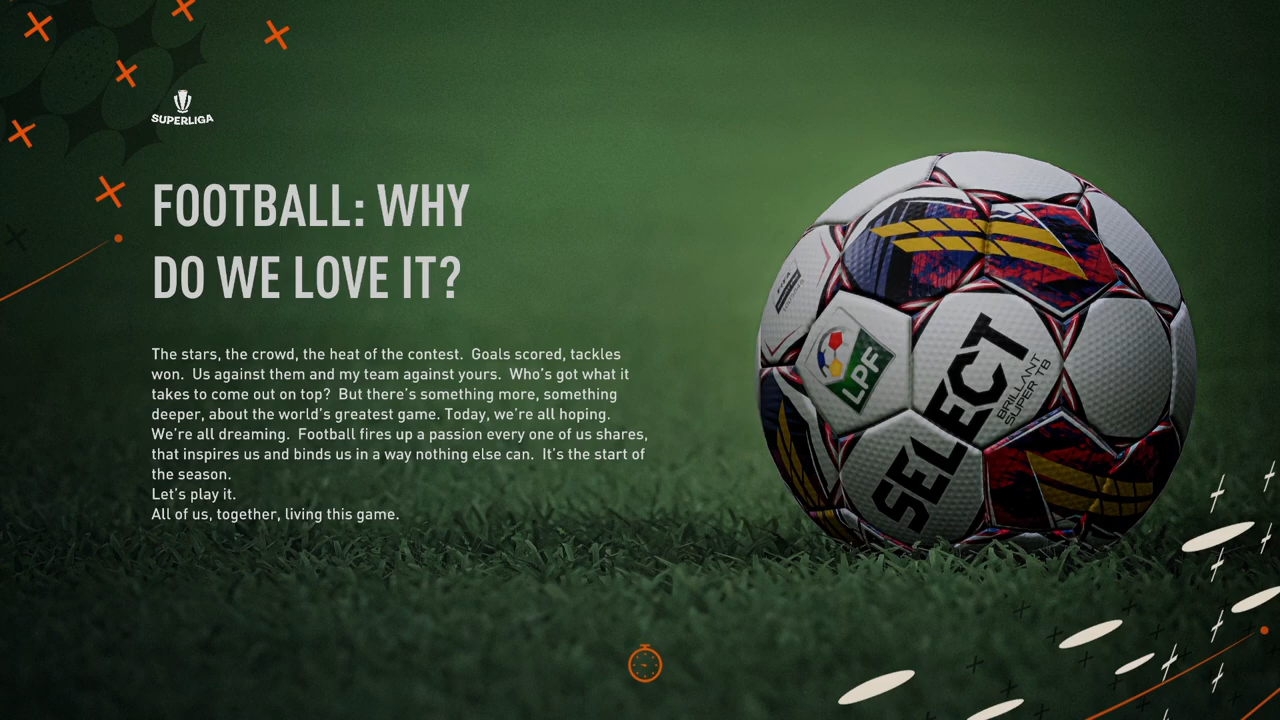 SUPERLIGA
FOOTBALL: WHY
DO WE LOVE IT?
The stars, the crowd, the heat of the contest.  Goals scored, tackles
won.  Us against them and my team against yours.  Who's got what it
takes to come out on top?  But there's something more, something
deeper, about the world's greatest game. Today, we're all hoping.
We're all dreaming.  Football fires up a passion every one of us shares,
that inspires us and binds us in a way nothing else can.  It's the start of
the season.
Let's play it.
All of us, together, living this game.
FIFA
LPF
SELECT
BRILLANT
SUPER TB